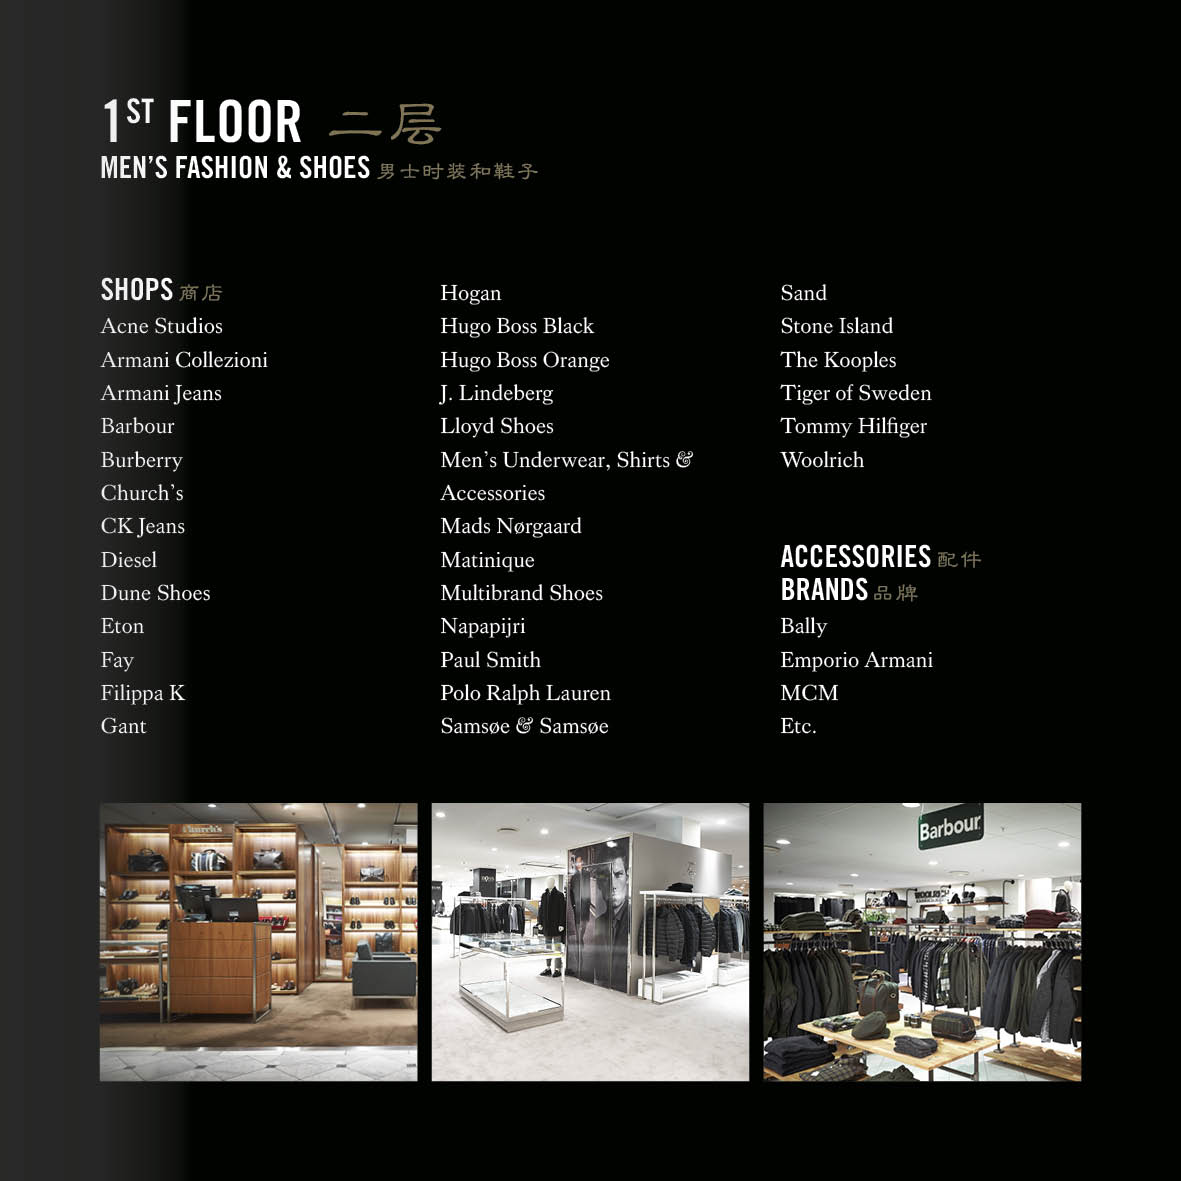 1ST FLOOR 二层
MEN'S FASHION & SHOES 男士时装和鞋子
SHOPS 商店
Acne Studios
Armani Collezioni
Armani Jeans
Barbour
Burberry
Church's
CK Jeans
Diesel
Dune Shoes
Eton
Fay
Filippa K
Gant
Hogan
Hugo Boss Black
Hugo Boss Orange
J. Lindeberg
Lloyd Shoes
Men's Underwear, Shirts &
Accessories
Mads Nørgaard
Matinique
Multibrand Shoes
Napapijri
Paul Smith
Polo Ralph Lauren
Samsøe & Samsøe
Sand
Stone Island
The Kooples
Tiger of Sweden
Tommy Hilfiger
Woolrich
ACCESSORIES 配件
BRANDS 品牌
Bally
Emporio Armani
MCM
Etc.
Church's
BOSS
Barbour
WOOLRICH